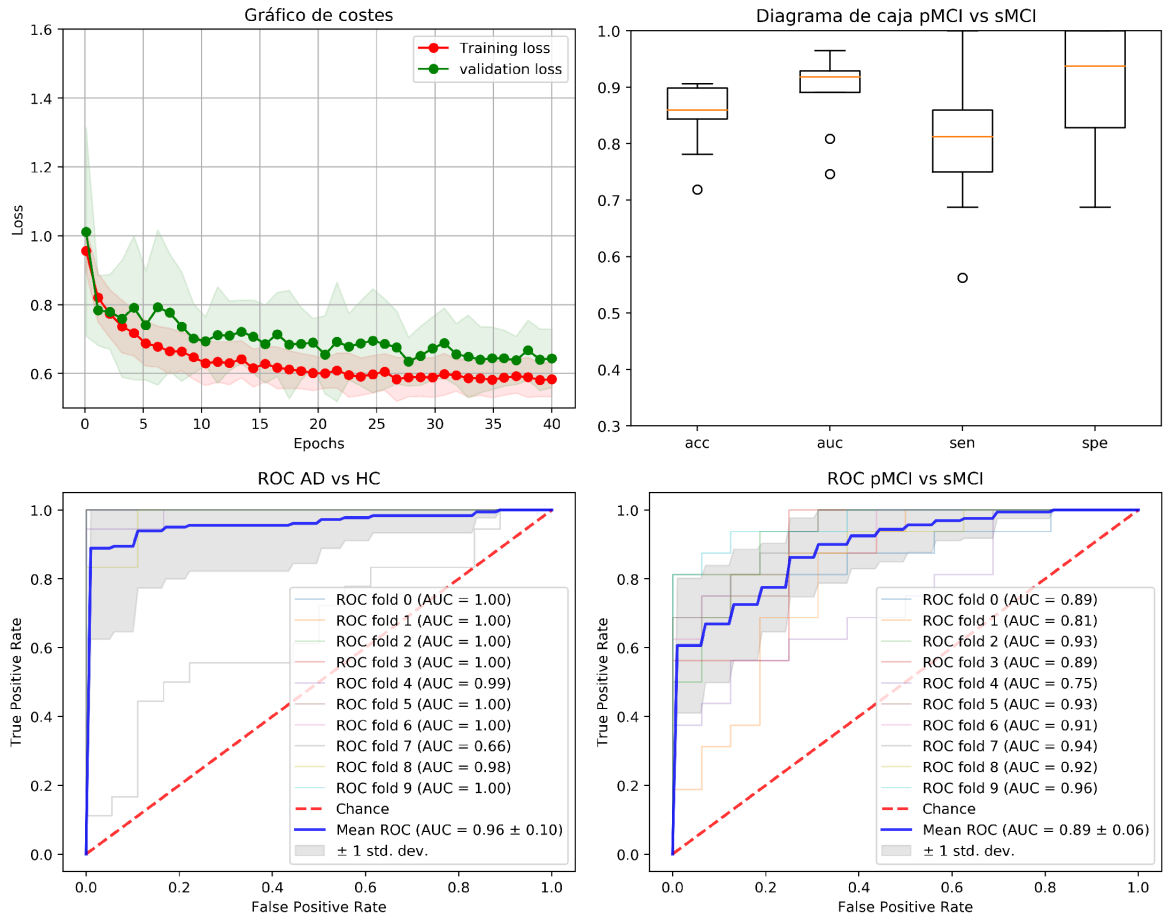 Gráfico de costes
1.6
1.4
1.2
1.0
0.8
0.6
Loss
Training loss
validation loss
0 5 10 15 20 25 30 35 40
Epochs
Diagrama de caja pMCI vs sMCI
1.0
0.9
0.8
0.7
0.6
0.5
0.4
0.3
acc auc sen spe
ROC AD vs HC
1.0
0.8
0.6
0.4
0.2
0.0
True Positive Rate
ROC fold 0 (AUC = 1.00)
ROC fold 1 (AUC = 1.00)
ROC fold 2 (AUC = 1.00)
ROC fold 3 (AUC = 1.00)
ROC fold 4 (AUC = 0.99)
ROC fold 5 (AUC = 1.00)
ROC fold 6 (AUC = 1.00)
ROC fold 7 (AUC = 0.66)
ROC fold 8 (AUC = 0.98)
ROC fold 9 (AUC = 1.00)
Chance
Mean ROC (AUC = 0.96 ± 0.10)
± 1 std. dev.
0.0 0.2 0.4 0.6 0.8 1.0
False Positive Rate
ROC pMCI vs sMCI
1.0
0.8
0.6
0.4
0.2
0.0
True Positive Rate
ROC fold 0 (AUC = 0.89)
ROC fold 1 (AUC = 0.81)
ROC fold 2 (AUC = 0.93)
ROC fold 3 (AUC = 0.89)
ROC fold 4 (AUC = 0.75)
ROC fold 5 (AUC = 0.93)
ROC fold 6 (AUC = 0.91)
ROC fold 7 (AUC = 0.94)
ROC fold 8 (AUC = 0.92)
ROC fold 9 (AUC = 0.96)
Chance
Mean ROC (AUC = 0.89 ± 0.06)
± 1 std. dev.
0.0 0.2 0.4 0.6 0.8 1.0
False Positive Rate